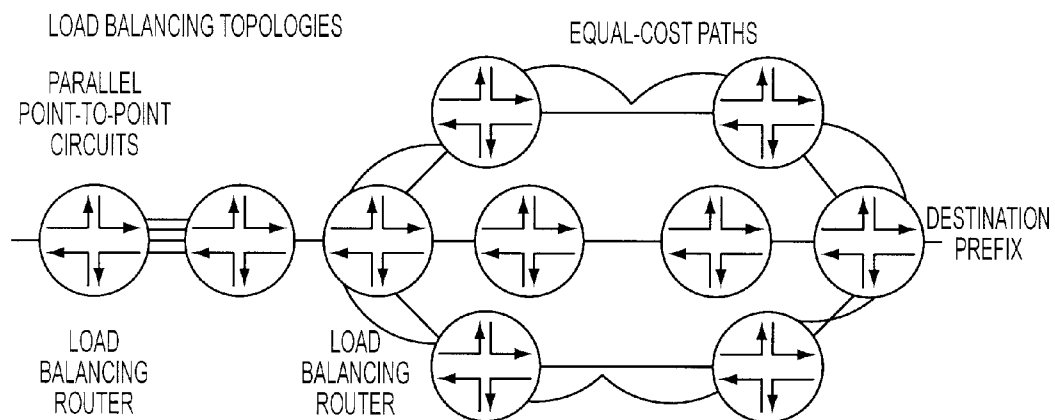 LOAD BALANCING TOPOLOGIES
EQUAL-COST PATHS
PARALLEL
POINT-TO-POINT
CIRCUITS
DESTINATION
PREFIX
LOAD
BALANCING
ROUTER
LOAD
BALANCING
ROUTER